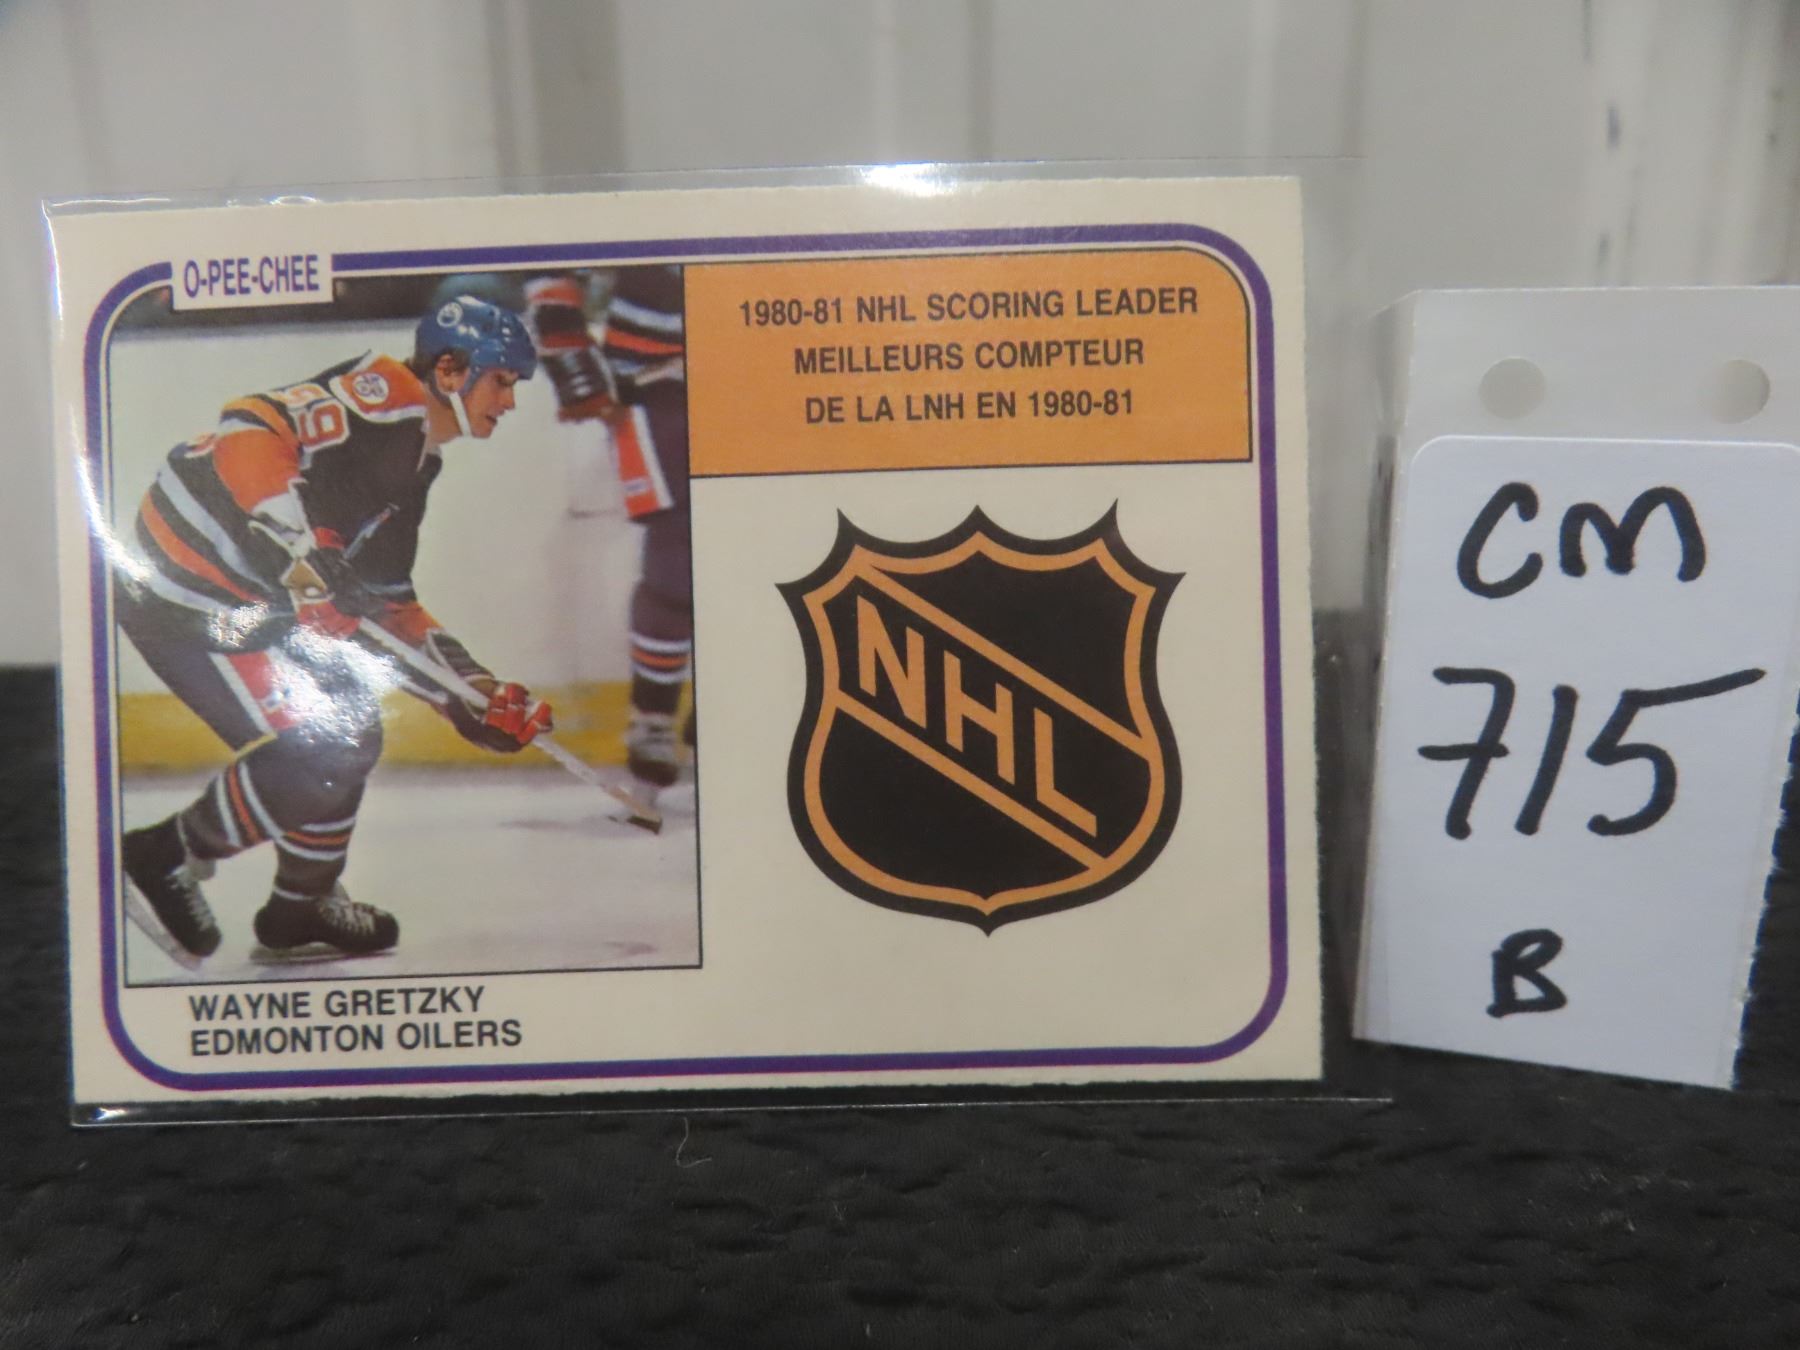 O-PEE-CHEE
1980-81 NHL SCORING LEADER
MEILLEURS COMPTEUR
DE LA LNH EN 1980-81
99
NHL
WAYNE GRETZKY
EDMONTON OILERS
CM
715
B